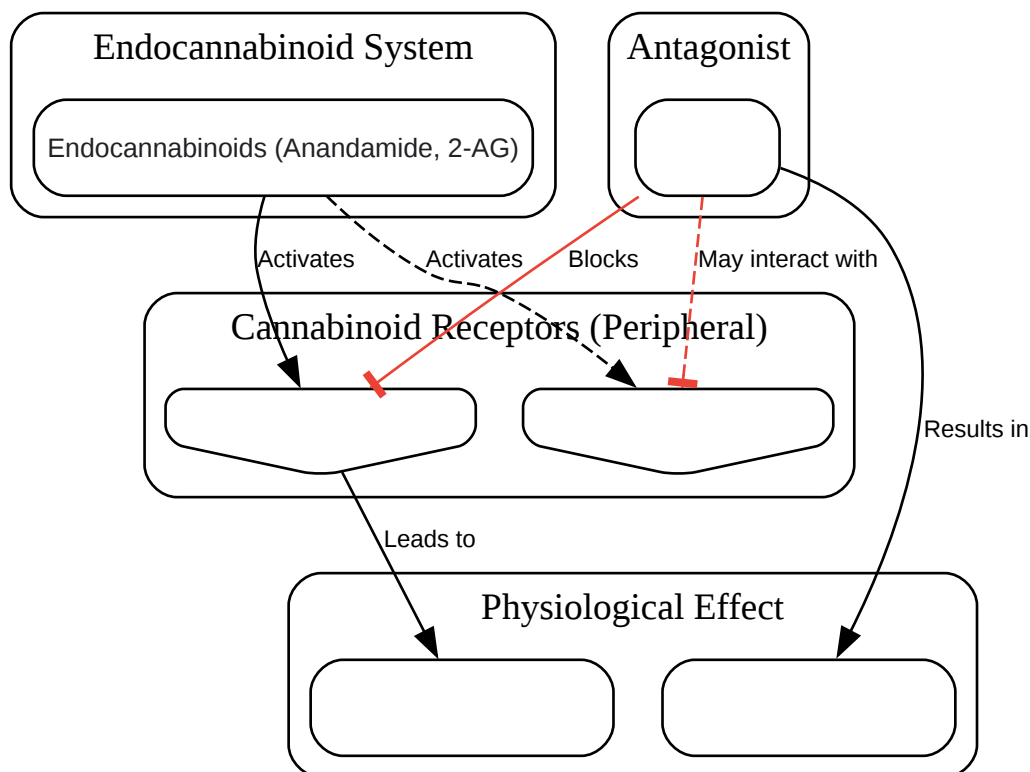 Endocannabinoid System
Antagonist
Endocannabinoids (Anandamide, 2-AG)
Activates
Activates
Blocks
May interact with
Cannabinoid Receptors (Peripheral)
Results in
Leads to
Physiological Effect